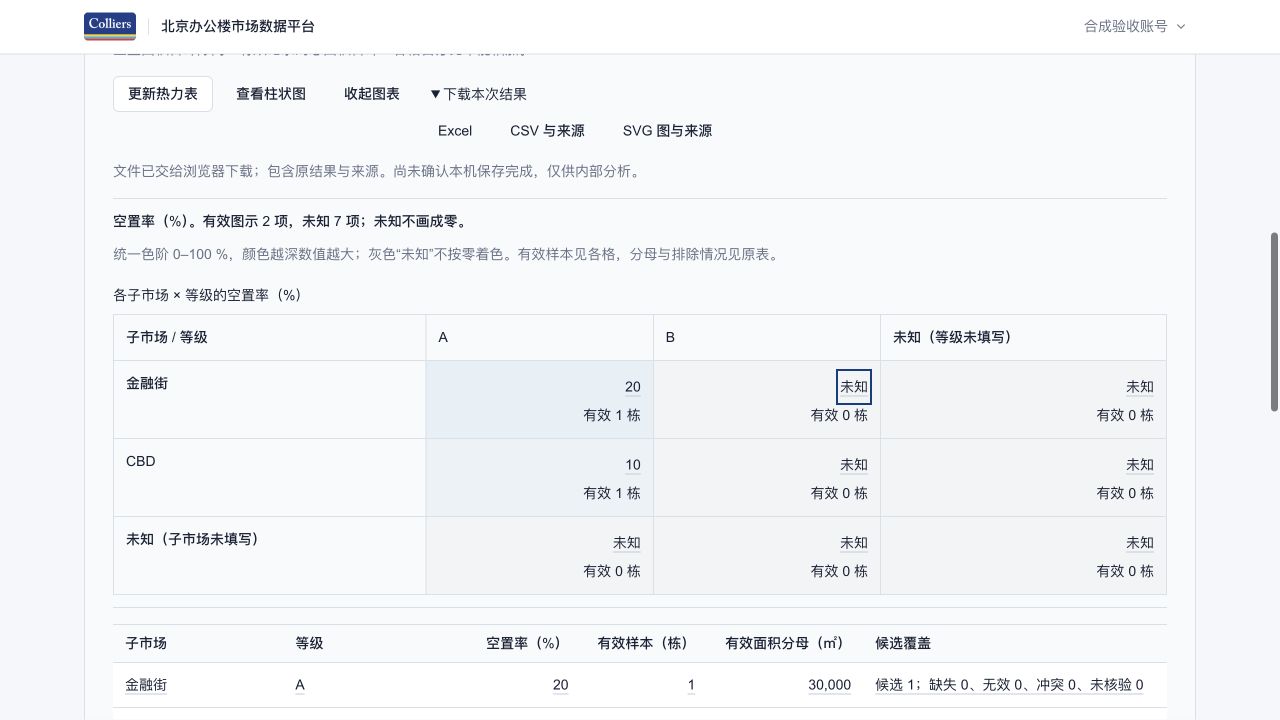 Colliers
北京办公楼市场数据平台
合成验收账号
更新热力表
查看柱状图
收起图表
▼下载本次结果
Excel
CSV 与来源
SVG 图与来源
文件已交给浏览器下载；包含原结果与来源。尚未确认本机保存完成，仅供内部分析。
空置率（%）。有效图示 2 项，未知 7 项；未知不画成零。
统一色阶 0–100 %，颜色越深数值越大；灰色“未知”不按零着色。有效样本见各格，分母与排除情况见原表。
各子市场 × 等级的空置率（%）
子市场 / 等级 A B 未知（等级未填写）
金融街 20 未知 未知
有效 1 栋 有效 0 栋 有效 0 栋
CBD 10 未知 未知
有效 1 栋 有效 0 栋 有效 0 栋
未知（子市场未填写） 未知 未知 未知
有效 0 栋 有效 0 栋 有效 0 栋
子市场 等级 空置率（%） 有效样本（栋） 有效面积分母（㎡） 候选覆盖
金融街 A 20 1 30,000 候选 1；缺失 0、无效 0、冲突 0、未核验 0